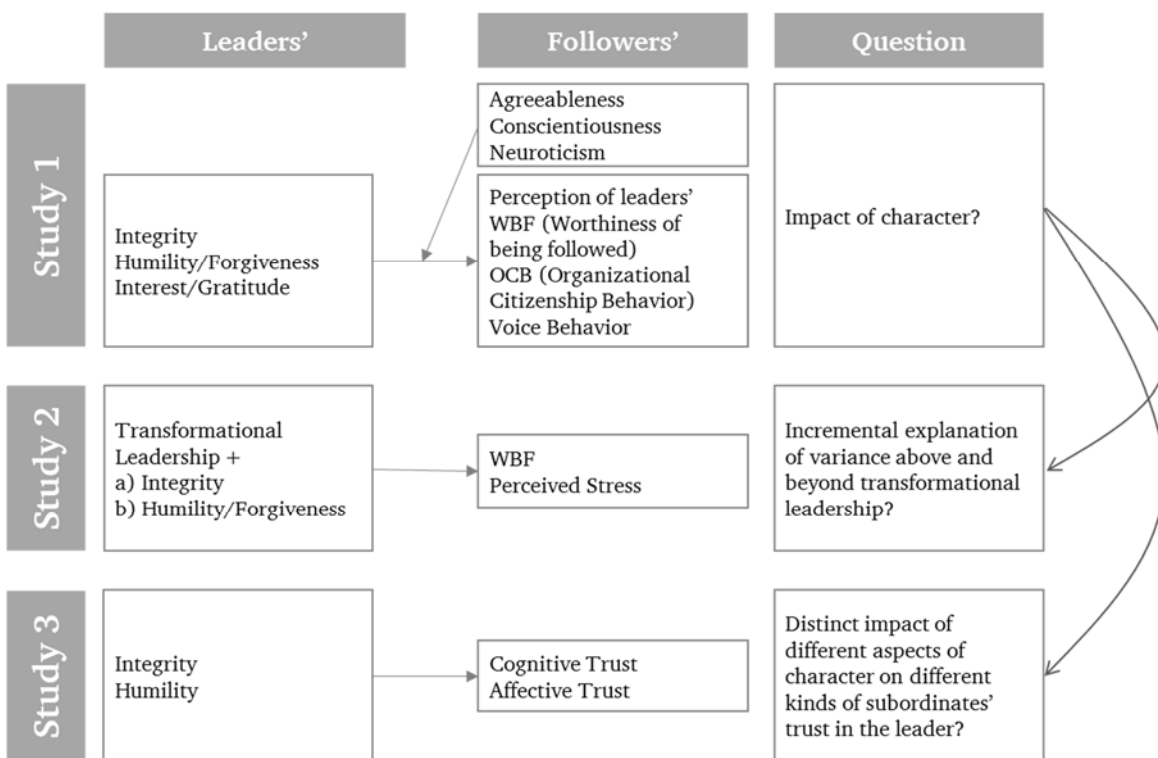 Leaders’
Followers’
Question
Study 1
Integrity
Humility/Forgiveness
Interest/Gratitude
Agreeableness
Conscientiousness
Neuroticism
Perception of leaders’
WBF (Worthiness of
being followed)
OCB (Organizational
Citizenship Behavior)
Voice Behavior
Impact of character?
Study 2
Transformational
Leadership +
a) Integrity
b) Humility/Forgiveness
WBF
Perceived Stress
Incremental explanation
of variance above and
beyond transformational
leadership?
Study 3
Integrity
Humility
Cognitive Trust
Affective Trust
Distinct impact of
different aspects of
character on different
kinds of subordinates’
trust in the leader?